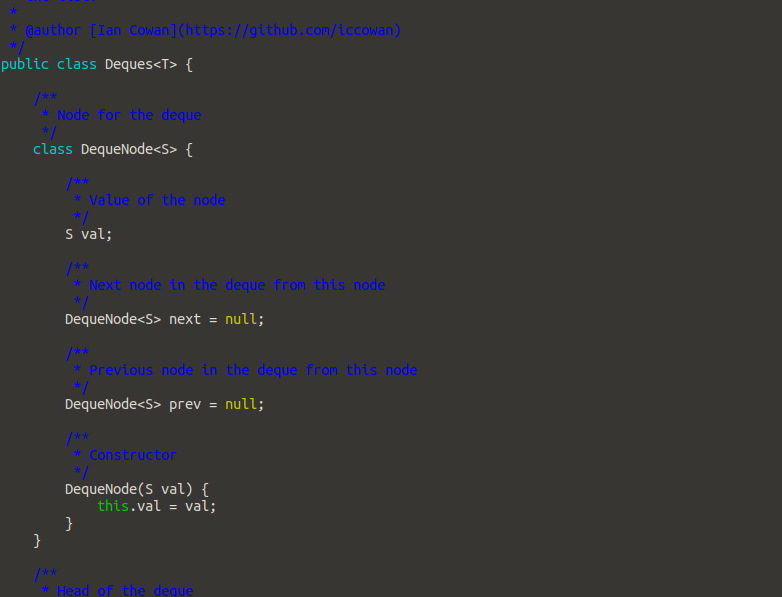 *
* @author [Ian Cowan](https://github.com/iccowan)
*/
public class Deques<T> {
/**
* Node for the deque
*/
class DequeNode<S> {
/**
* Value of the node
*/
S val;
/**
* Next node in the deque from this node
*/
DequeNode<S> next = null;
/**
* Previous node in the deque from this node
*/
DequeNode<S> prev = null;
/**
* Constructor
*/
DequeNode(S val) {
this.val = val;
}
}
/**
* Head of the deque